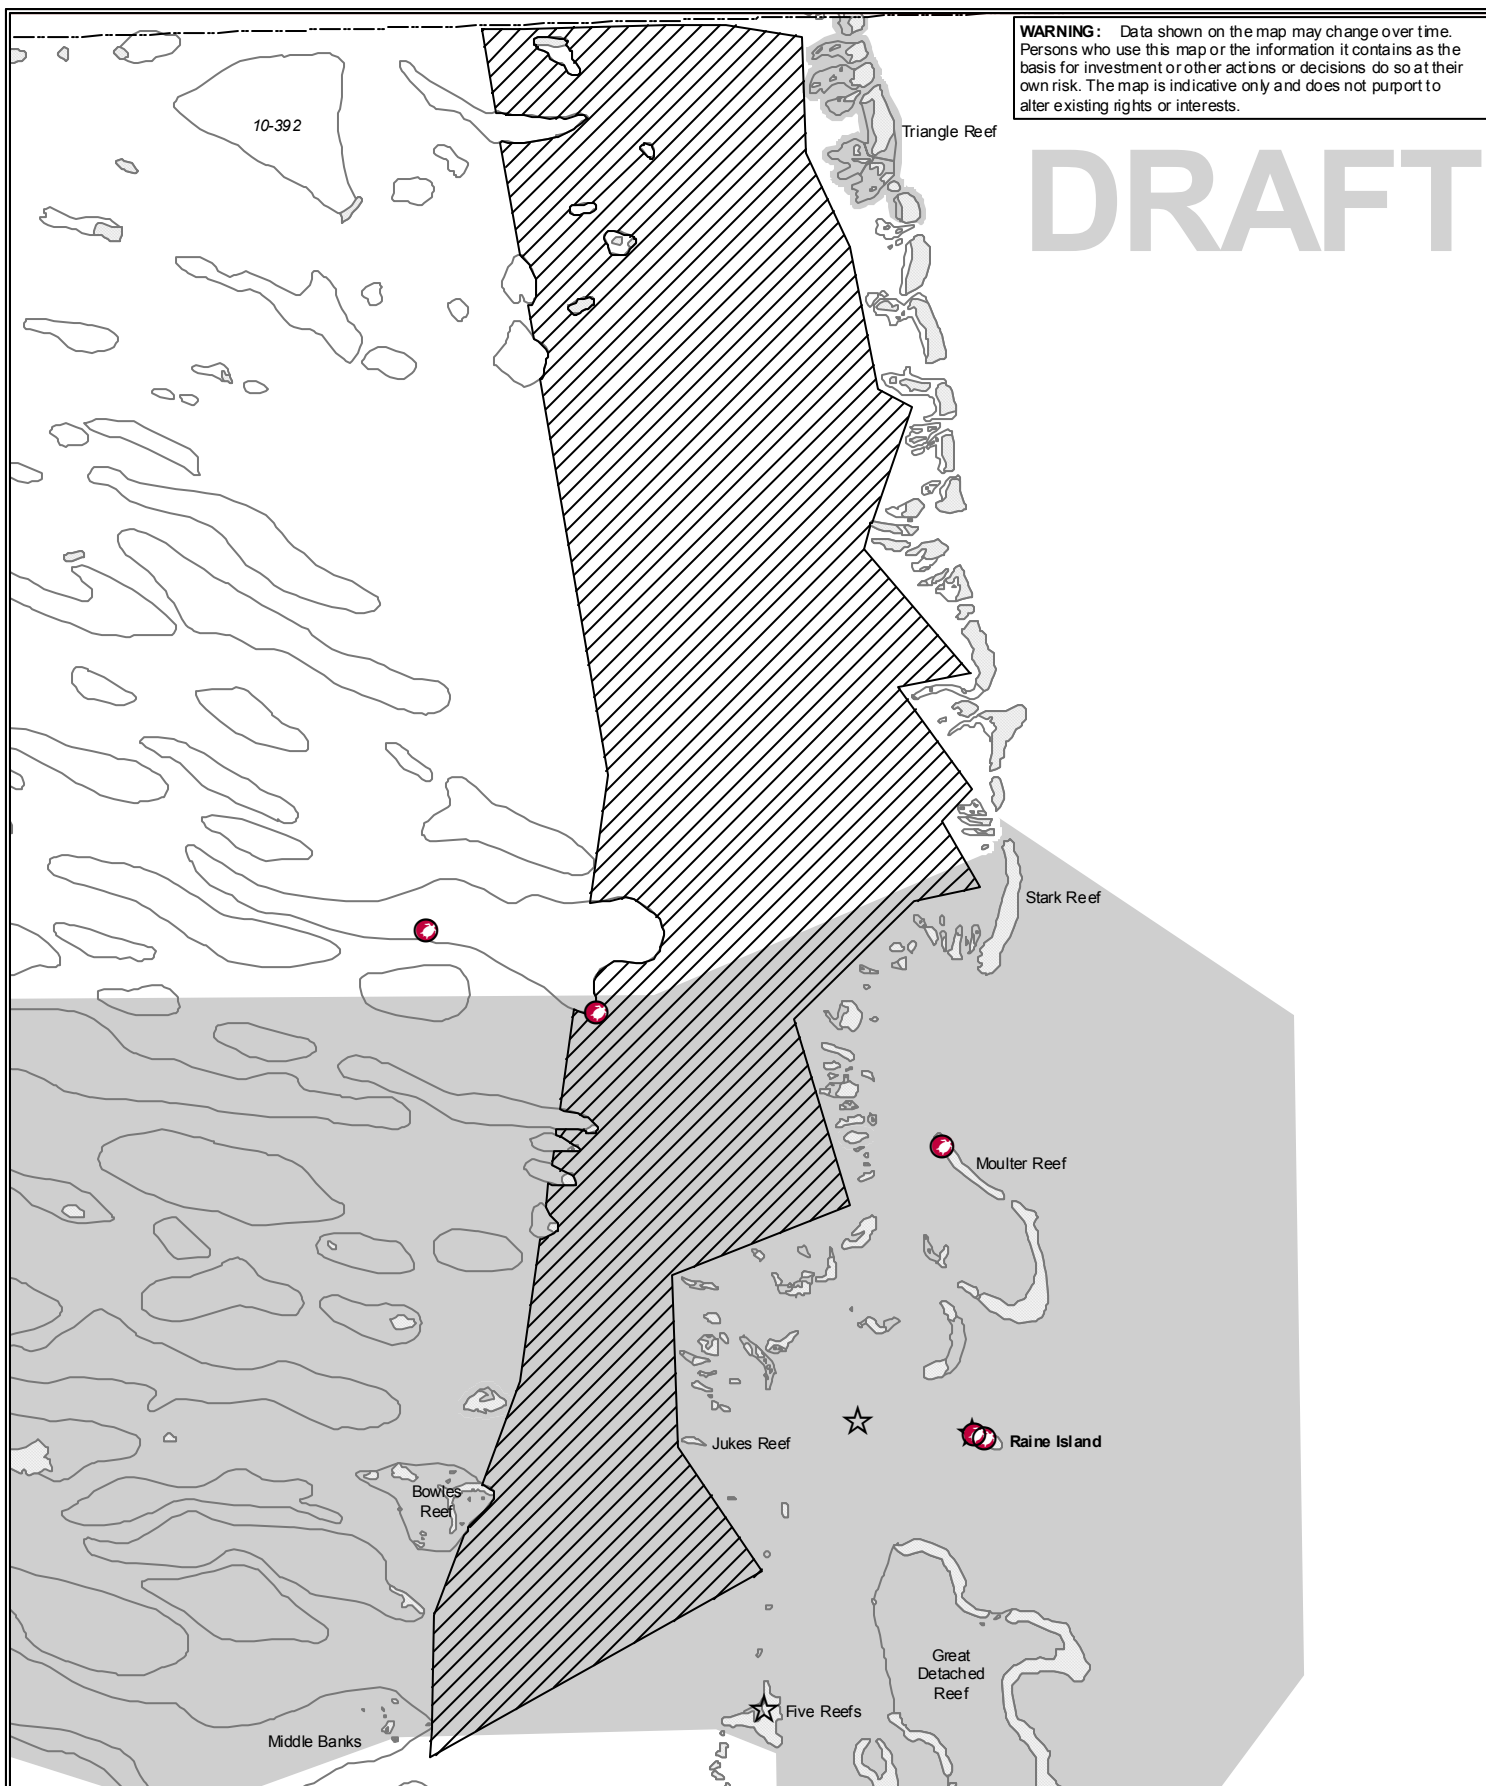 WARNING: Data shown on the map may change over time.
Persons who use this map or the information it contains as the
basis for investment or other actions or decisions do so at their
own risk. The map is indicative only and does not purport to
alter existing rights or interests.
10-392
Triangle Reef
DRAFT
Stark Reef
Moulter Reef
Jukes Reef
Raine Island
Bowles
Reef
Great
Detached
Reef
Five Reefs
Middle Banks